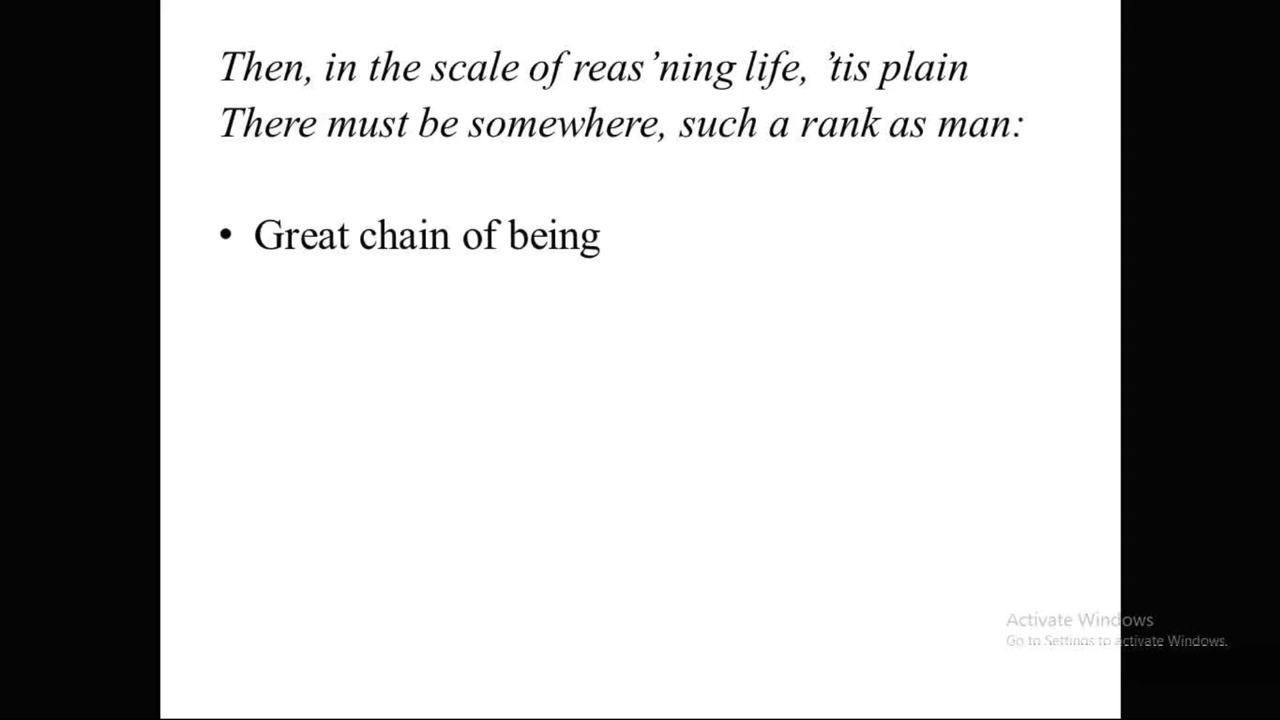 Then, in the scale of reas’ning life, ’tis plain
There must be somewhere, such a rank as man:
• Great chain of being
Activate Windows
Go to Settings to activate Windows.